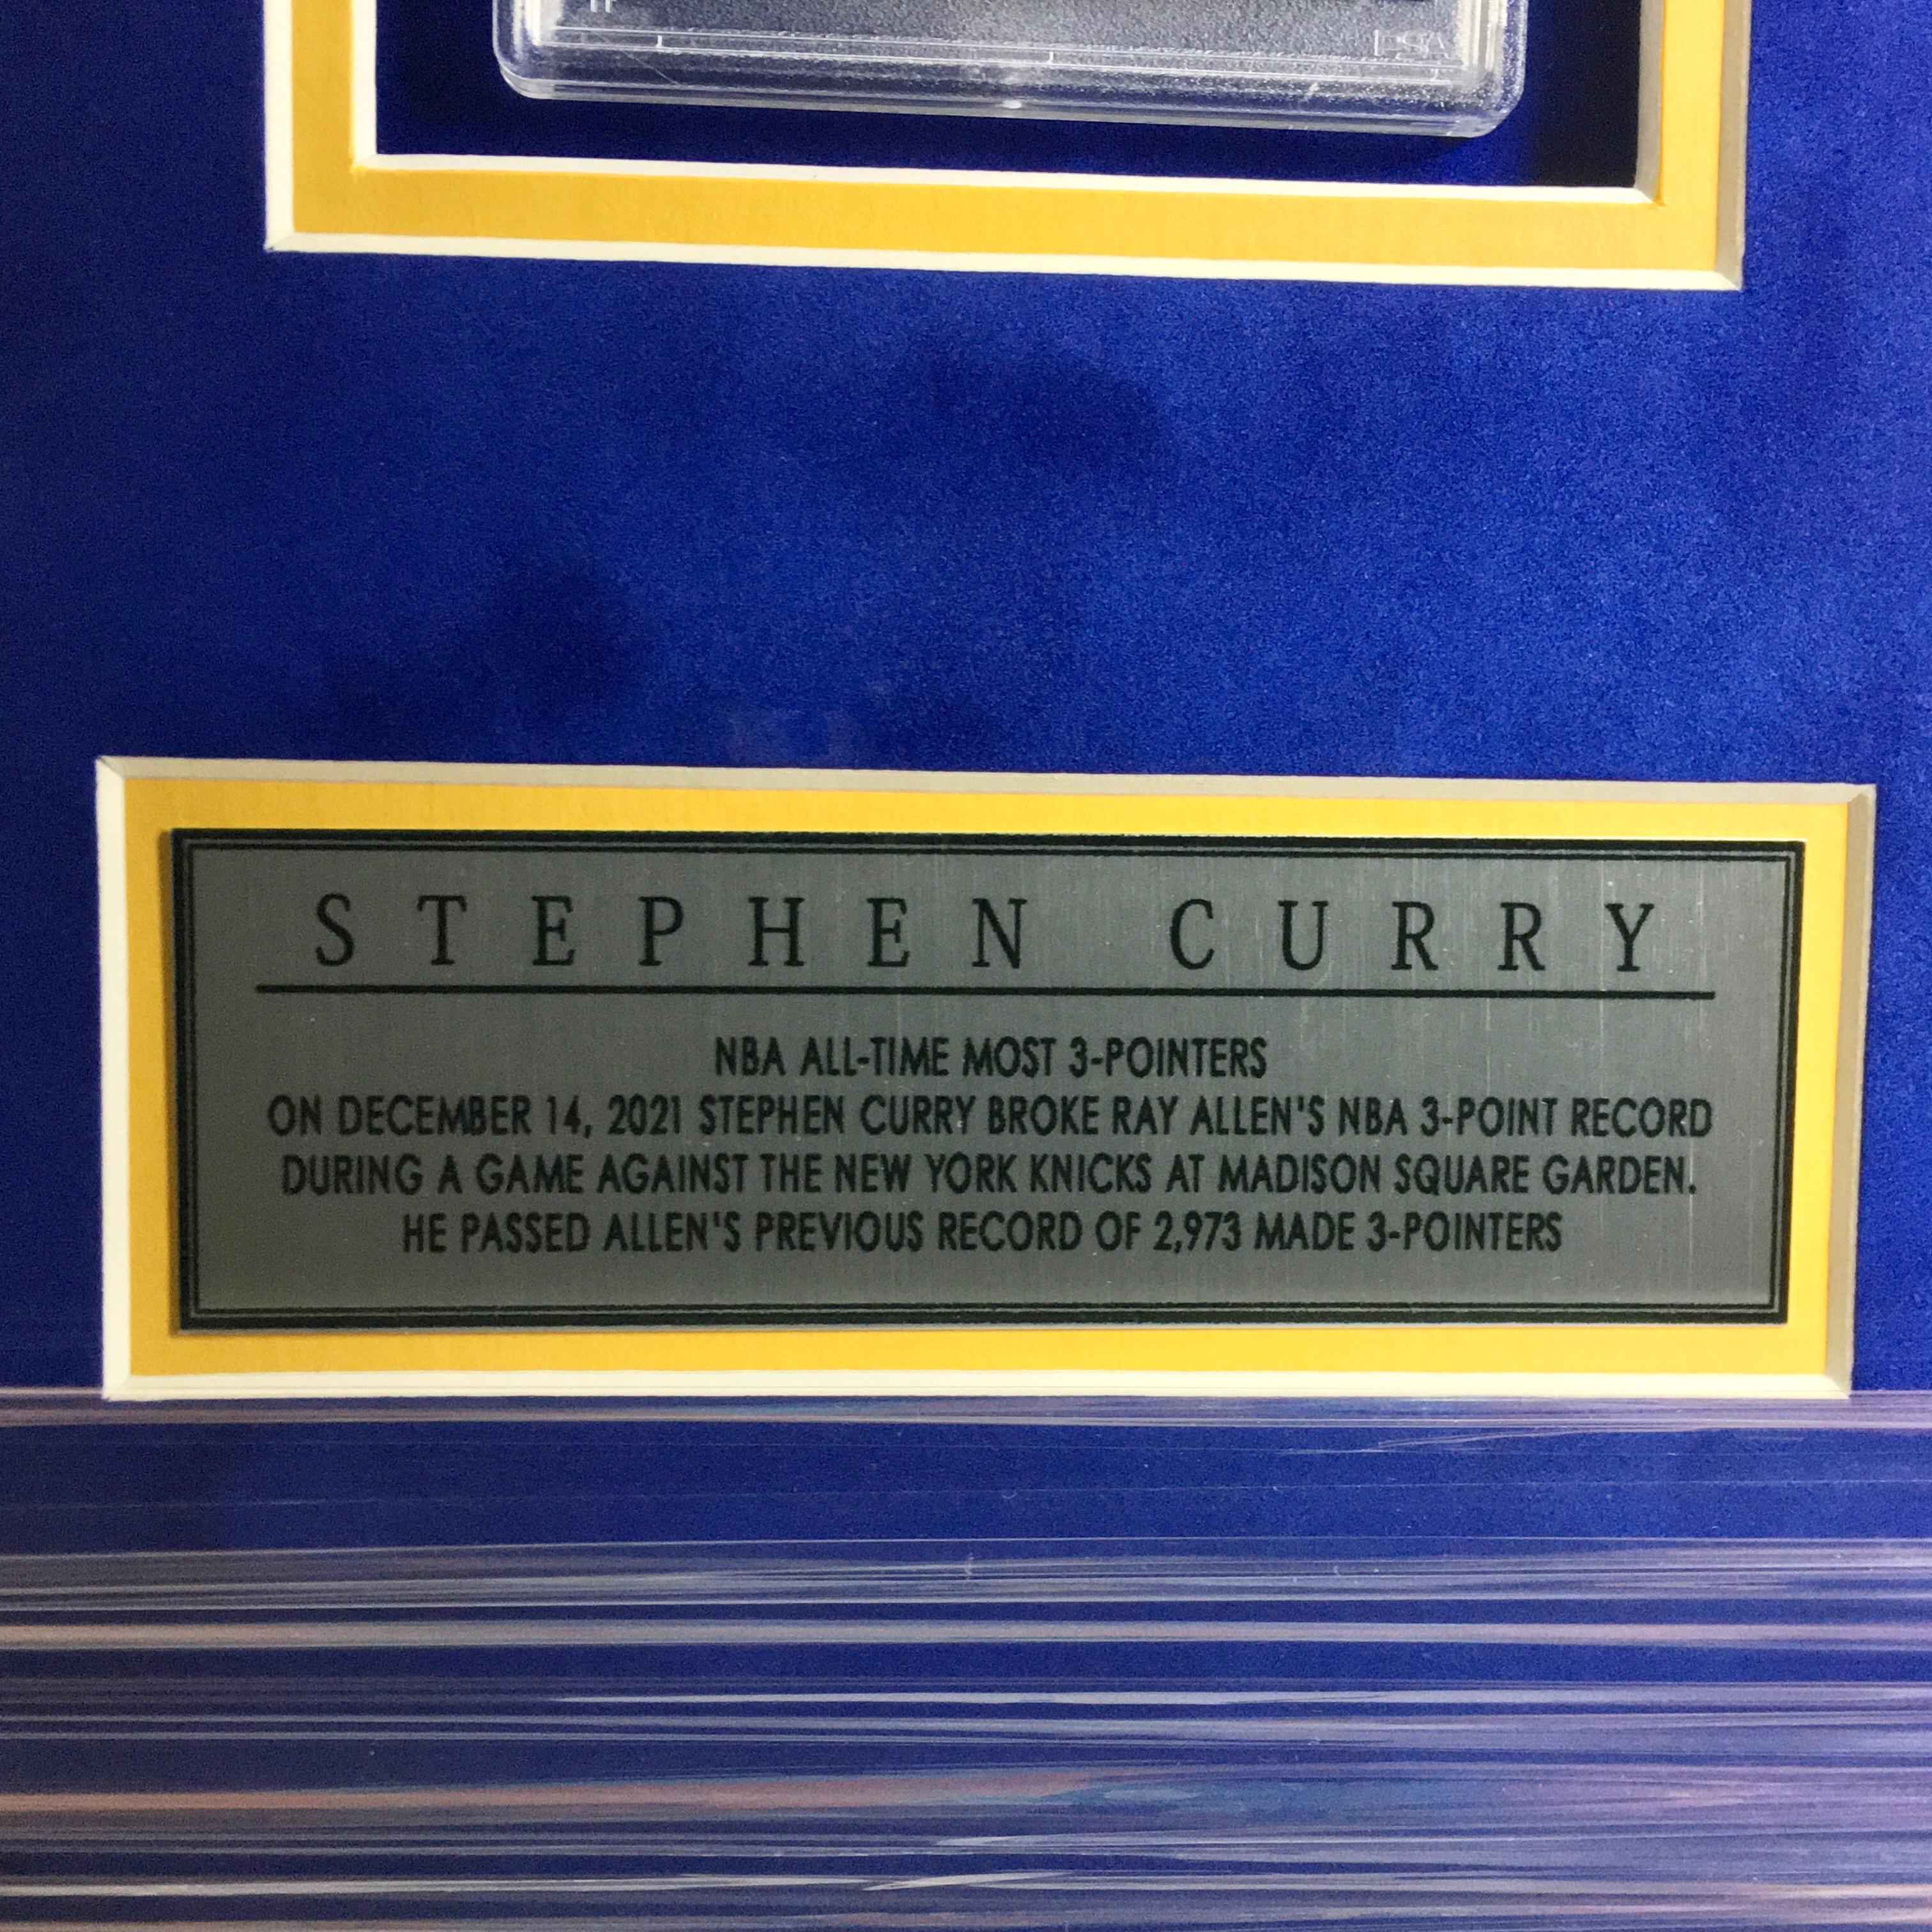 PSA
STEPHEN CURRY
NBA ALL-TIME MOST 3-POINTERS
ON DECEMBER 14, 2021 STEPHEN CURRY BROKE RAY ALLEN'S NBA 3-POINT RECORD
DURING A GAME AGAINST THE NEW YORK KNICKS AT MADISON SQUARE GARDEN.
HE PASSED ALLEN'S PREVIOUS RECORD OF 2,973 MADE 3-POINTERS